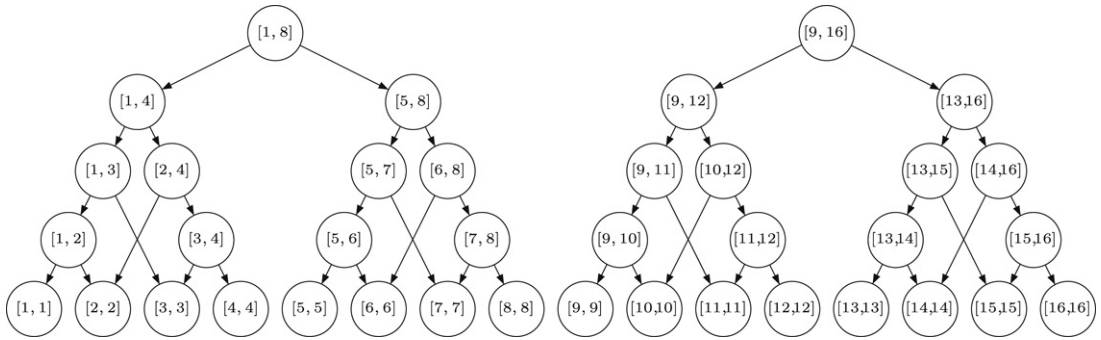 [1, 8] [9, 16]
[1, 4] [5, 8] [9, 12] [13,16]
[1, 3] [2, 4] [5, 7] [6, 8] [9, 11] [10,12] [13,15] [14,16]
[1, 2] [3, 4] [5, 6] [7, 8] [9, 10] [11,12] [13,14] [15,16]
[1, 1] [2, 2] [3, 3] [4, 4] [5, 5] [6, 6] [7, 7] [8, 8] [9, 9] [10,10] [11,11] [12,12] [13,13] [14,14] [15,15] [16,16]